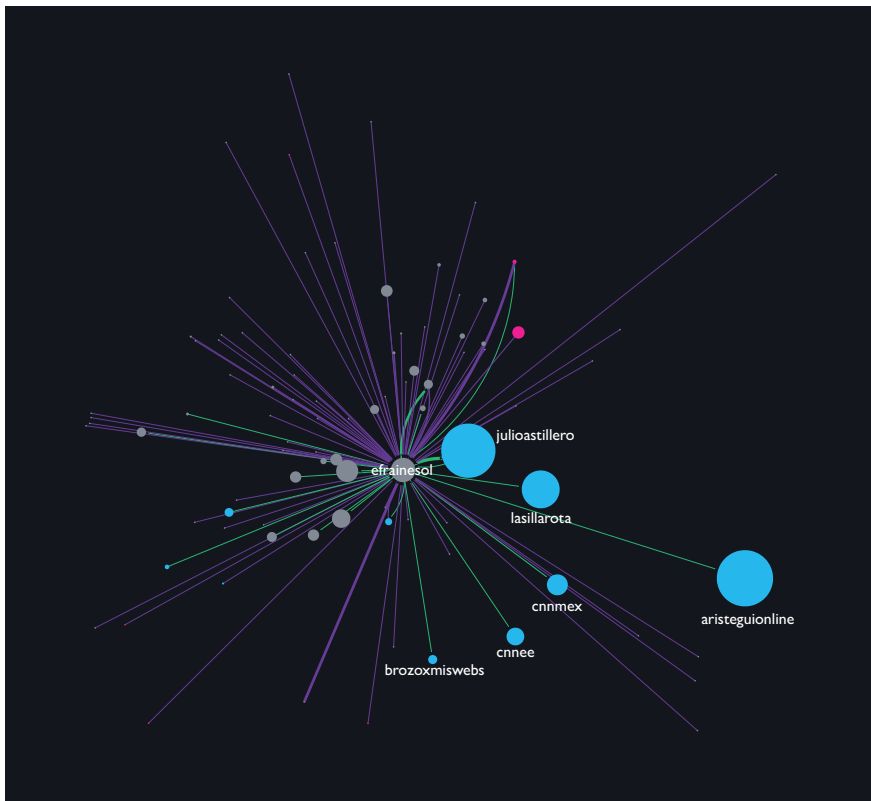 julioastillero
efrainesol
lasillarota
cnnmex
aristeguionline
cnnee
brozoxmiswebs